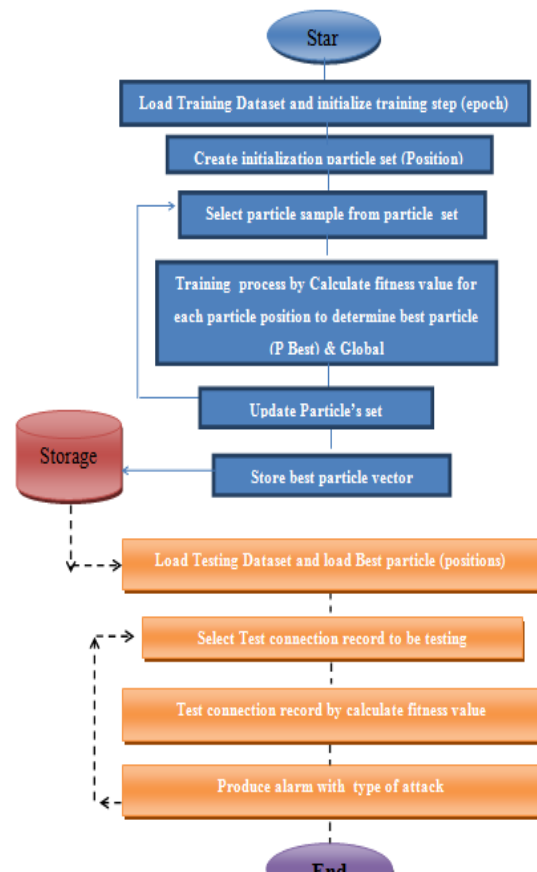 Star
Load Training Dataset and initialize training step (epoch)
Create initialization particle set (Position)
Select particle sample from particle set
Training process by Calculate fitness value for
each particle position to determine best particle
(P Best) & Global
Update Particle's set
Storage
Store best particle vector
Load Testing Dataset and load Best particle (positions)
Select Test connection record to be testing
Test connection record by calculate fitness value
Produce alarm with type of attack
End